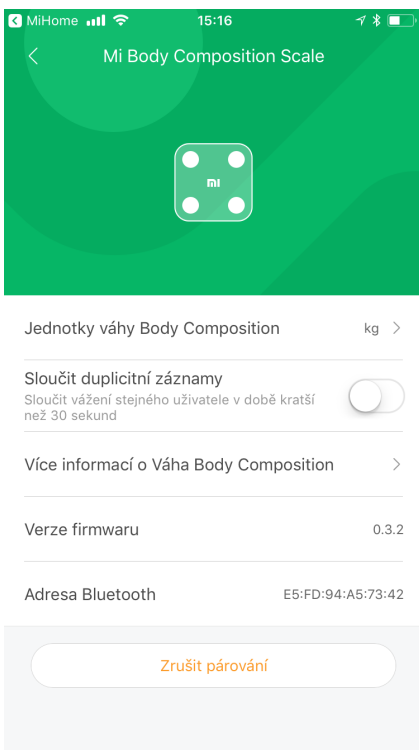 MiHome 15:16
Mi Body Composition Scale
mi
Jednotky váhy Body Composition kg
Sloučit duplicitní záznamy
Sloučit vážení stejného uživatele v době kratší
než 30 sekund
Více informací o Váha Body Composition
Verze firmwaru 0.3.2
Adresa Bluetooth E5:FD:94:A5:73:42
Zrušit párování